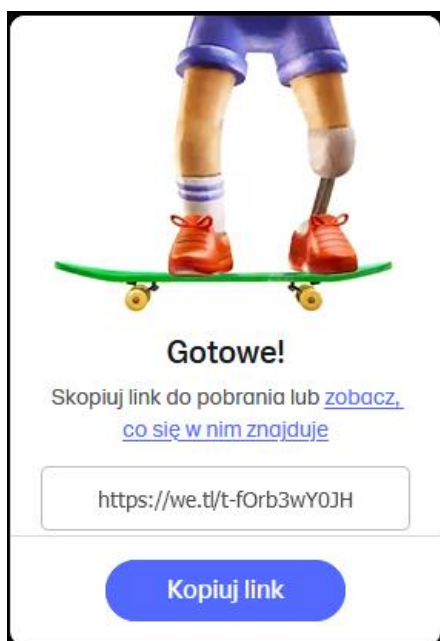 Gotowe!
Skopiuj link do pobrania lub zobacz,
co się w nim znajduje
https://we.tl/t-fOrb3wY0JH
Kopiuj link